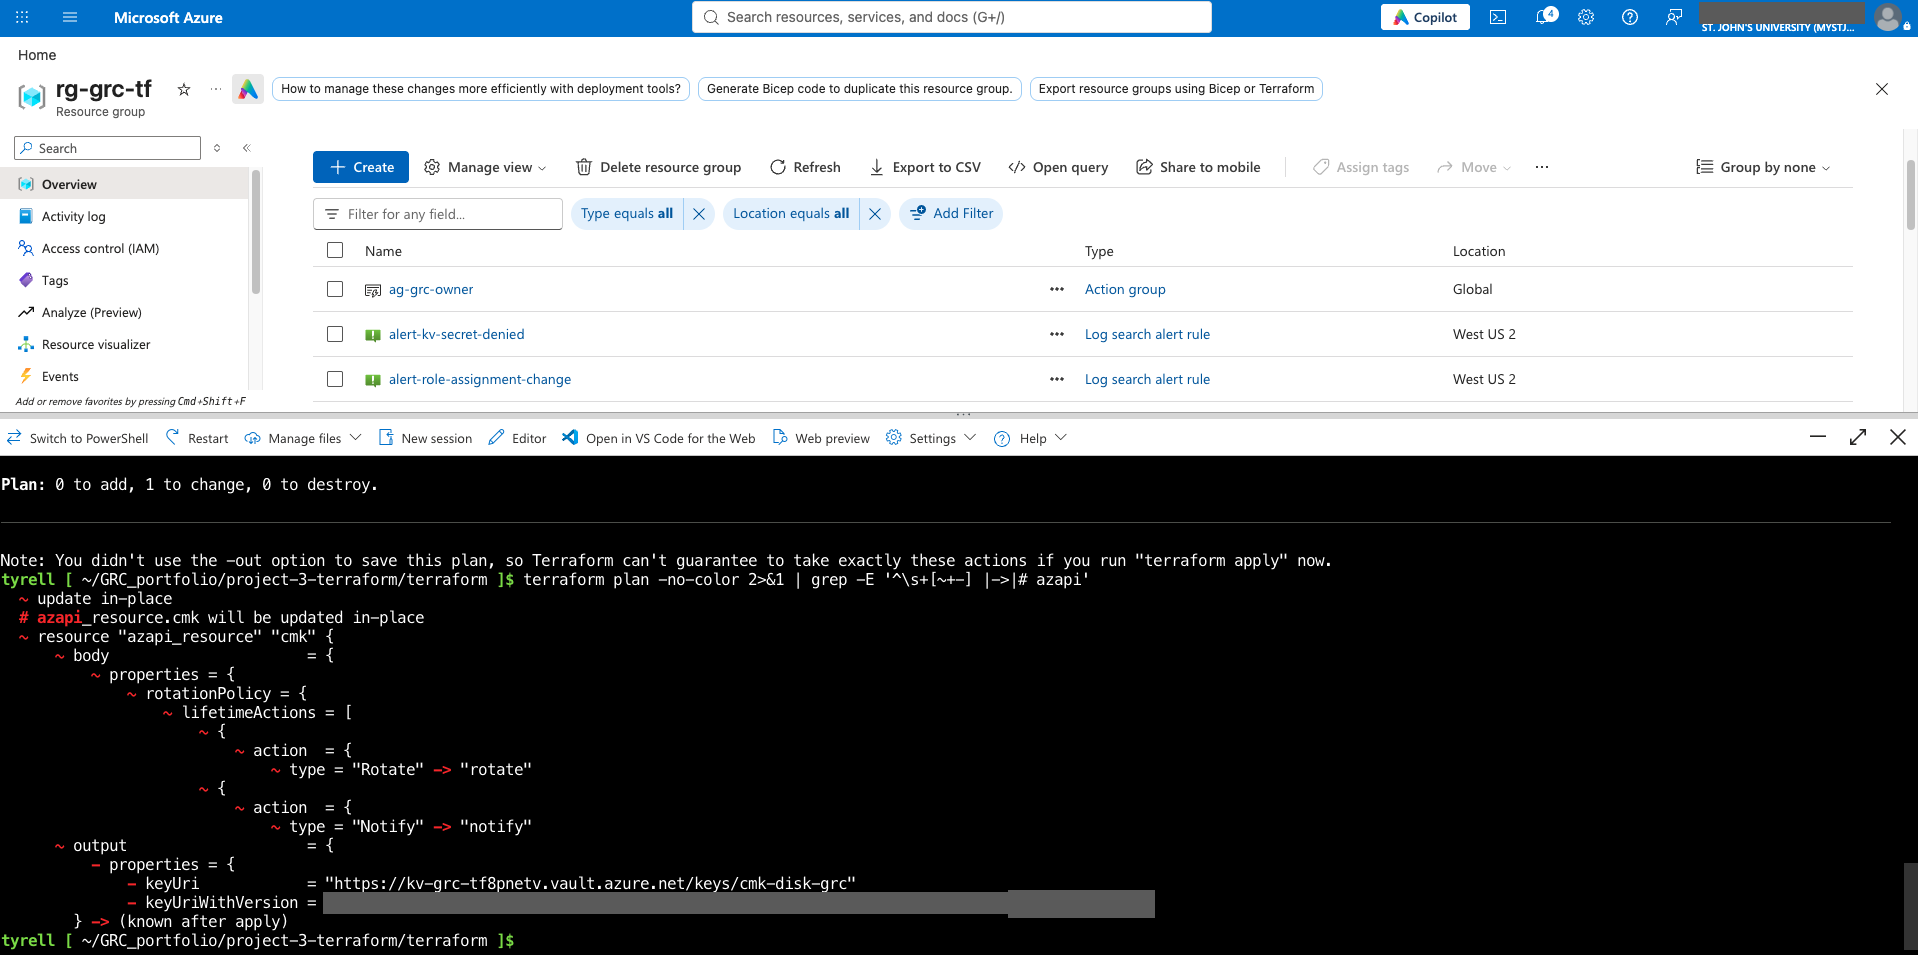 Microsoft Azure
Search resources, services, and docs (G+/)
Copilot
4
ST. JOHN'S UNIVERSITY (MYSTJ...
Home
rg-grc-tf
Resource group
How to manage these changes more efficiently with deployment tools?
Generate Bicep code to duplicate this resource group.
Export resource groups using Bicep or Terraform
Search
Overview
Activity log
Access control (IAM)
Tags
Analyze (Preview)
Resource visualizer
Events
Add or remove favorites by pressing Cmd+Shift+F
Create
Manage view
Delete resource group
Refresh
Export to CSV
Open query
Share to mobile
Assign tags
Move
Group by none
Filter for any field...
Type equals all
Location equals all
Add Filter
Name Type Location
ag-grc-owner Action group Global
alert-kv-secret-denied Log search alert rule West US 2
alert-role-assignment-change Log search alert rule West US 2
Switch to PowerShell
Restart
Manage files
New session
Editor
Open in VS Code for the Web
Web preview
Settings
Help
Plan: 0 to add, 1 to change, 0 to destroy.
Note: You didn't use the -out option to save this plan, so Terraform can't guarantee to take exactly these actions if you run "terraform apply" now.
tyrell [ ~/GRC_portfolio/project-3-terraform/terraform ]$ terraform plan -no-color 2>&1 | grep -E '^\s+[~+-] |->|# azapi'
~ update in-place
# azapi_resource.cmk will be updated in-place
~ resource "azapi_resource" "cmk" {
~ body = {
~ properties = {
~ rotationPolicy = {
~ lifetimeActions = [
~ {
~ action = {
~ type = "Rotate" -> "rotate"
~ {
~ action = {
~ type = "Notify" -> "notify"
~ output = {
- properties = {
- keyUri = "https://kv-grc-tf8pnetv.vault.azure.net/keys/cmk-disk-grc"
- keyUriWithVersion =
} -> (known after apply)
tyrell [ ~/GRC_portfolio/project-3-terraform/terraform ]$